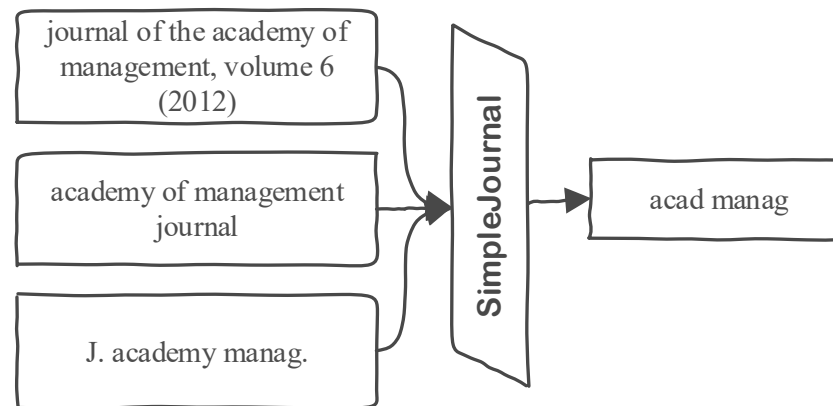 journal of the academy of
management, volume 6
(2012)
academy of management
journal
J. academy manag.
SimpleJournal
acad manag